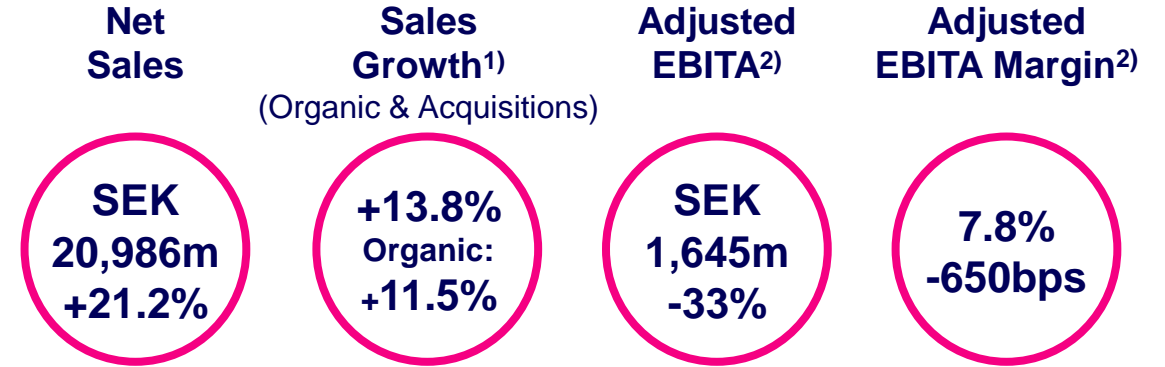 Net
Sales
SEK
20,986m
+21.2%
Sales
Growth1)
(Organic & Acquisitions)
+13.8%
Organic:
+11.5%
Adjusted
EBITA2)
SEK
1,645m
-33%
Adjusted
EBITA Margin2)
7.8%
-650bps